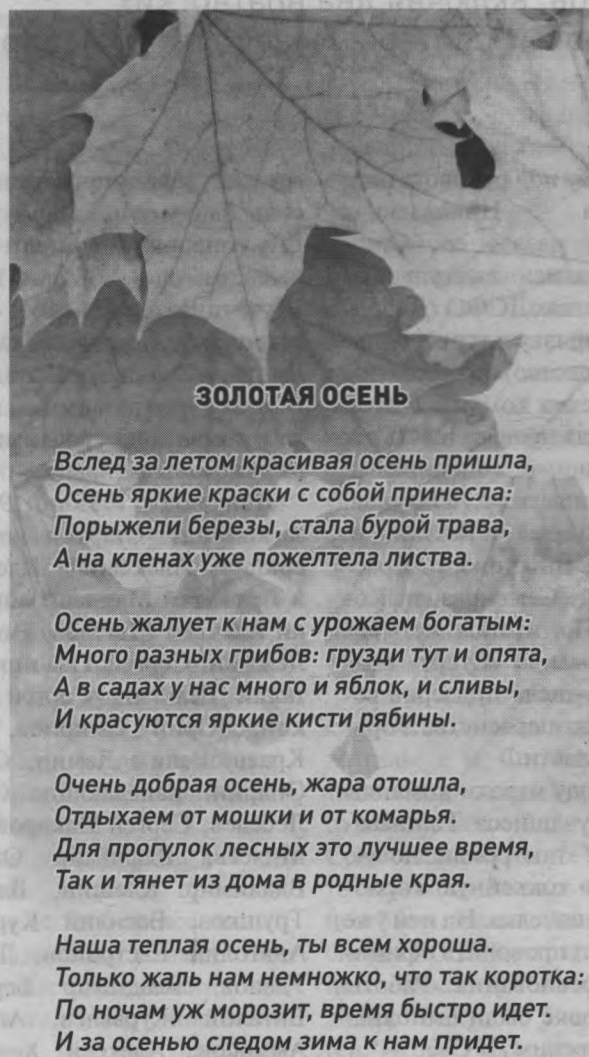 ЗОЛОТАЯ ОСЕНЬ
Вслед за летом красивая осень пришла,
Осень яркие краски с собой принесла:
Порыжели березы, стала бурой трава,
А на кленах уже пожелтела листва.
Осень жалует к нам с урожаем богатым:
Много разных грибов: грузди тут и опята,
А в садах у нас много и яблок, и сливы,
И красуются яркие кисти рябины.
Очень добрая осень, жара отошла,
Отдыхаем от мошки и от комарья.
Для прогулок лесных это лучшее время,
Так и тянет из дома в родные края.
Наша теплая осень, ты всем хороша.
Только жаль нам немножко, что так коротка:
По ночам уж морозит, время быстро идет.
И за осенью следом зима к нам придет.